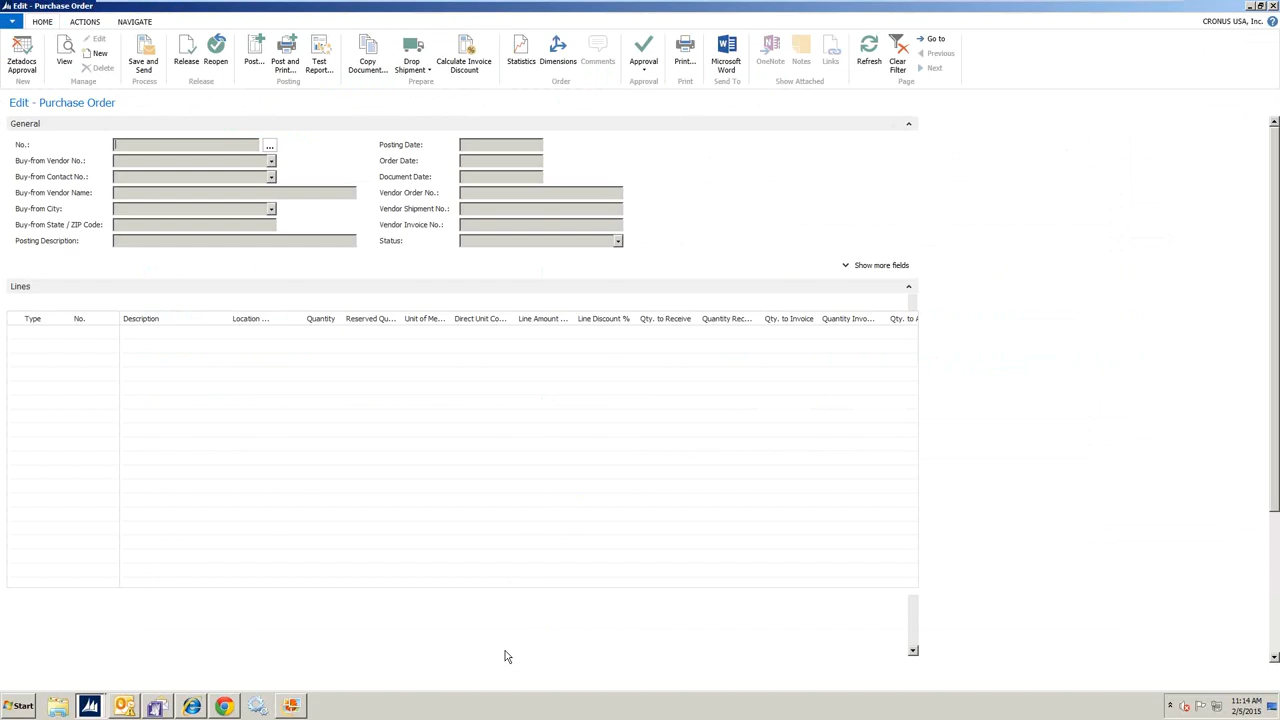 Edit - Purchase Order
HOME ACTIONS NAVIGATE CRONUS USA, Inc.
Zetadocs Approval View Edit New Delete Save and Send Release Reopen Post... Post and Print... Test Report... Copy Document... Drop Shipment Calculate Invoice Discount Statistics Dimensions Comments Approval Print... Microsoft Word OneNote Notes Links Refresh Clear Filter Go to Previous Next
New Manage Process Release Posting Prepare Order Approval Print Send To Show Attached Page
Edit - Purchase Order
General
No.: ... Posting Date:
Buy-from Vendor No.: Order Date:
Buy-from Contact No.: Document Date:
Buy-from Vendor Name: Vendor Order No.:
Buy-from City: Vendor Shipment No.:
Buy-from State / ZIP Code: Vendor Invoice No.:
Posting Description: Status:
Show more fields
Lines
Type No. Description Location ... Quantity Reserved Qu... Unit of Me... Direct Unit Co... Line Amount ... Line Discount % Qty. to Receive Quantity Rec... Qty. to Invoice Quantity Invo... Qty. to A
Start 11:14 AM
2/5/2015